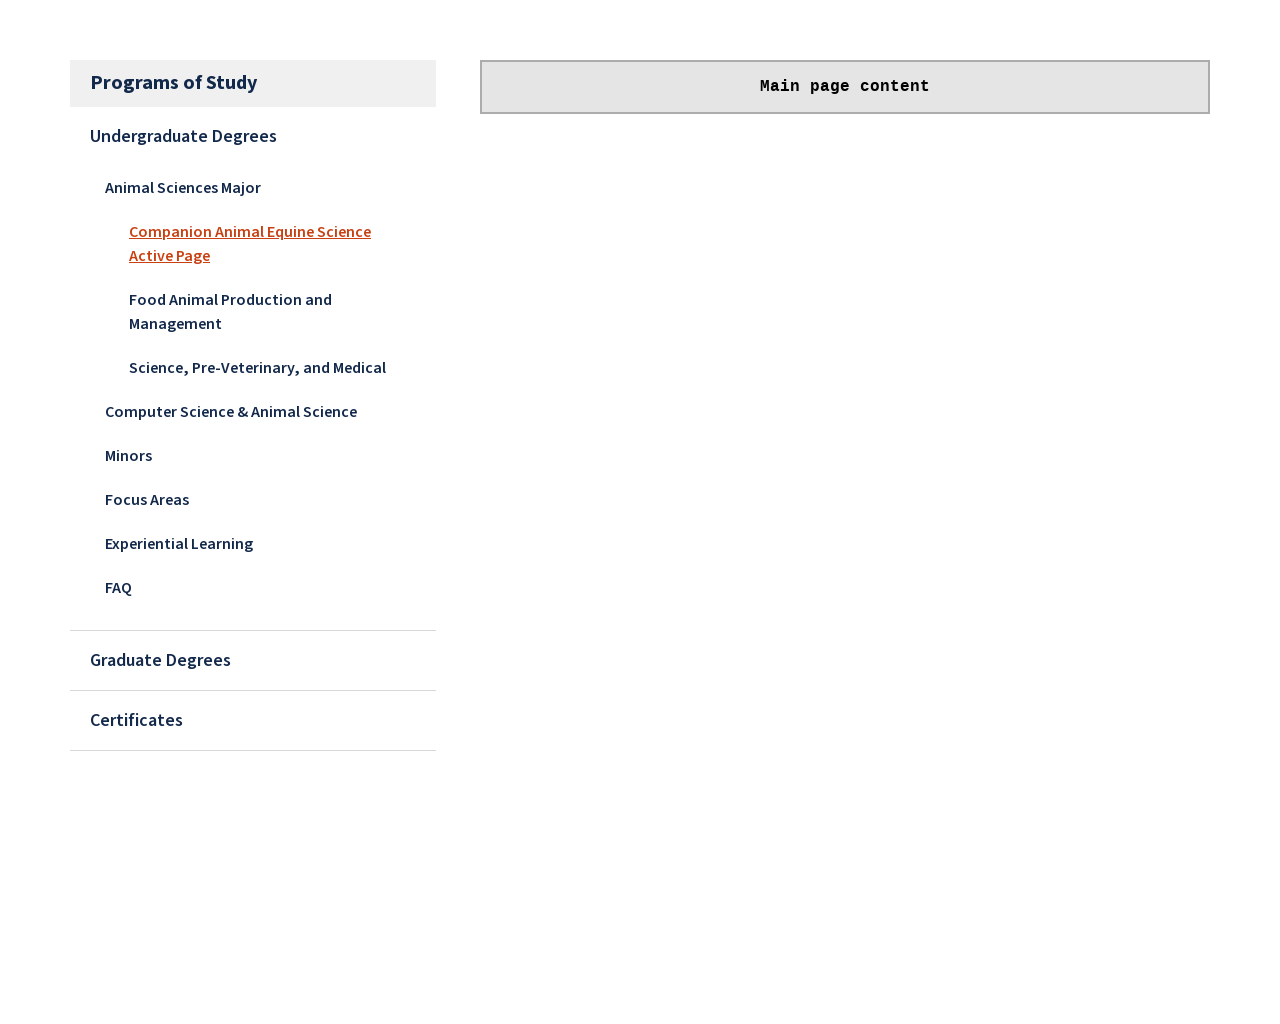 Programs of Study
Undergraduate Degrees
Animal Sciences Major
Companion Animal Equine Science
Active Page
Food Animal Production and
Management
Science, Pre-Veterinary, and Medical
Computer Science & Animal Science
Minors
Focus Areas
Experiential Learning
FAQ
Graduate Degrees
Certificates
Main page content